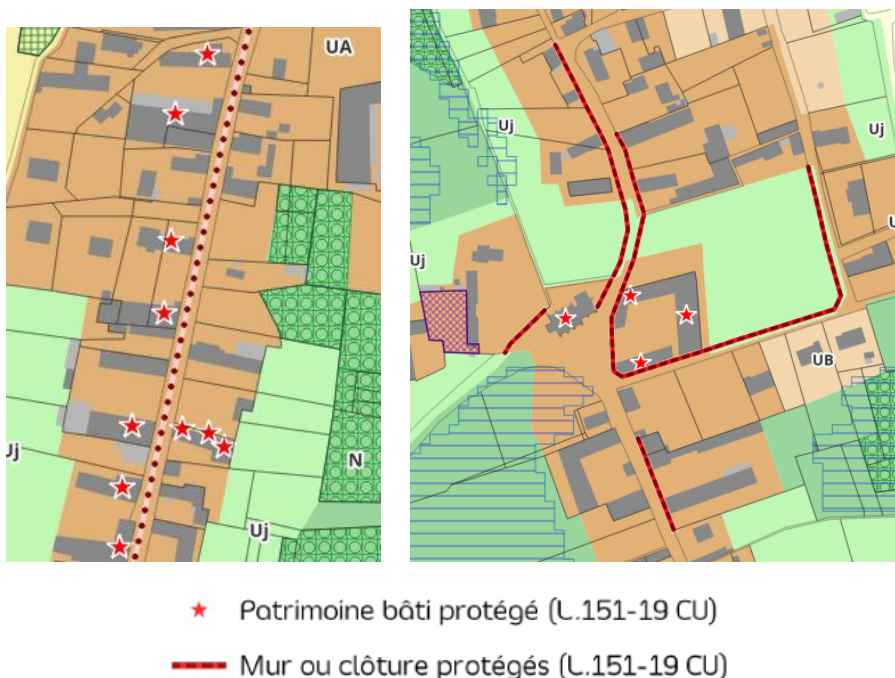 UA
Uj
Uj
Uj
U
Uj
UB
N
Uj
★ Patrimoine bâti protégé (L.151-19 CU)
Mur ou clôture protégés (L.151-19 CU)